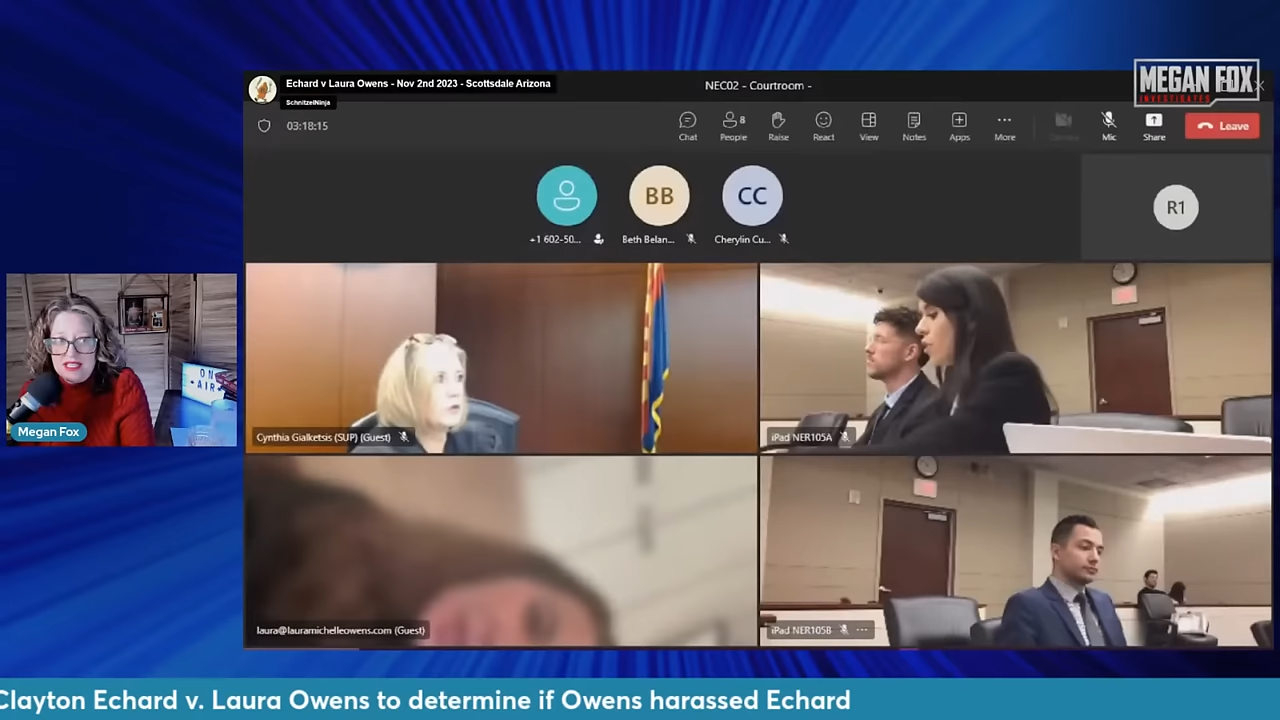 Echard v Laura Owens - Nov 2nd 2023 - Scottsdale Arizona
SchnitzelNinja
NEC02 - Courtroom -
MEGAN FOX
INVESTIGATES
03:18:15
Chat
People
8
Raise
React
View
Notes
Apps
More
Mic
Share
Leave
BB
CC
R1
+1 602-50...
Beth Belan...
Cherylin Cu...
ON
AIR
Megan Fox
Cynthia Gialketsis (SUP) (Guest)
iPad NER105A
laura@lauramichelleowens.com (Guest)
iPad NER105B
Clayton Echard v. Laura Owens to determine if Owens harassed Echard